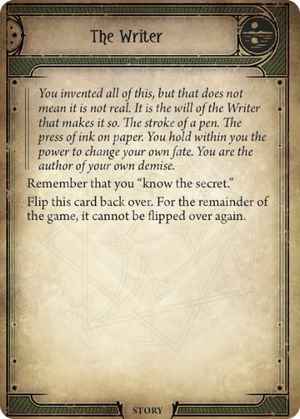 The Writer
You invented all of this, but that does not
mean it is not real. It is the will of the Writer
that makes it so. The stroke of a pen. The
press of ink on paper. You hold within you the
power to change your own fate. You are the
author of your own demise.
Remember that you “know the secret.”
Flip this card back over. For the remainder of
the game, it cannot be flipped over again.
STORY